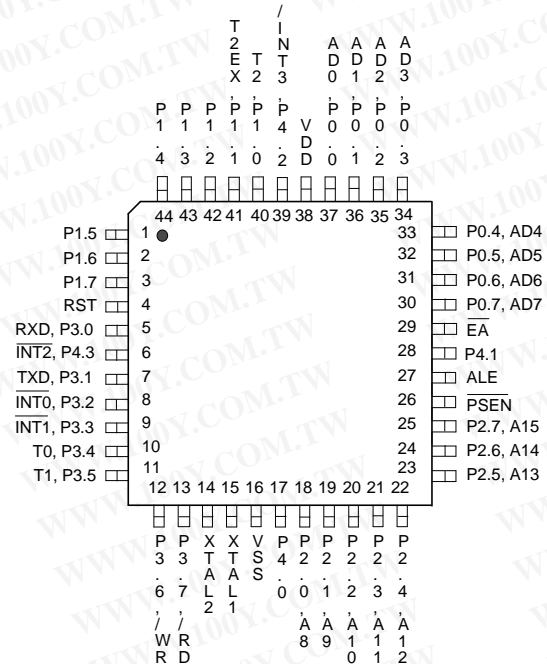 P1.4
P1.3
P1.2
T2EX, P1.1
T2, P1.0
/INT3, P4.2
VDD
AD0, P0.0
AD1, P0.1
AD2, P0.2
AD3, P0.3
44 43 42 41 40 39 38 37 36 35 34
P1.5 1
P1.6 2
P1.7 3
RST 4
RXD, P3.0 5
INT2, P4.3 6
TXD, P3.1 7
INT0, P3.2 8
INT1, P3.3 9
T0, P3.4 10
T1, P3.5 11
33 P0.4, AD4
32 P0.5, AD5
31 P0.6, AD6
30 P0.7, AD7
29 EA
28 P4.1
27 ALE
26 PSEN
25 P2.7, A15
24 P2.6, A14
23 P2.5, A13
12 13 14 15 16 17 18 19 20 21 22
P3.6, /WR
P3.7, /RD
XTAL2
XTAL1
VSS
P4.0
P2.0, A8
P2.1, A9
P2.2, A10
P2.3, A11
P2.4, A12
WWW.100Y.COM.TW